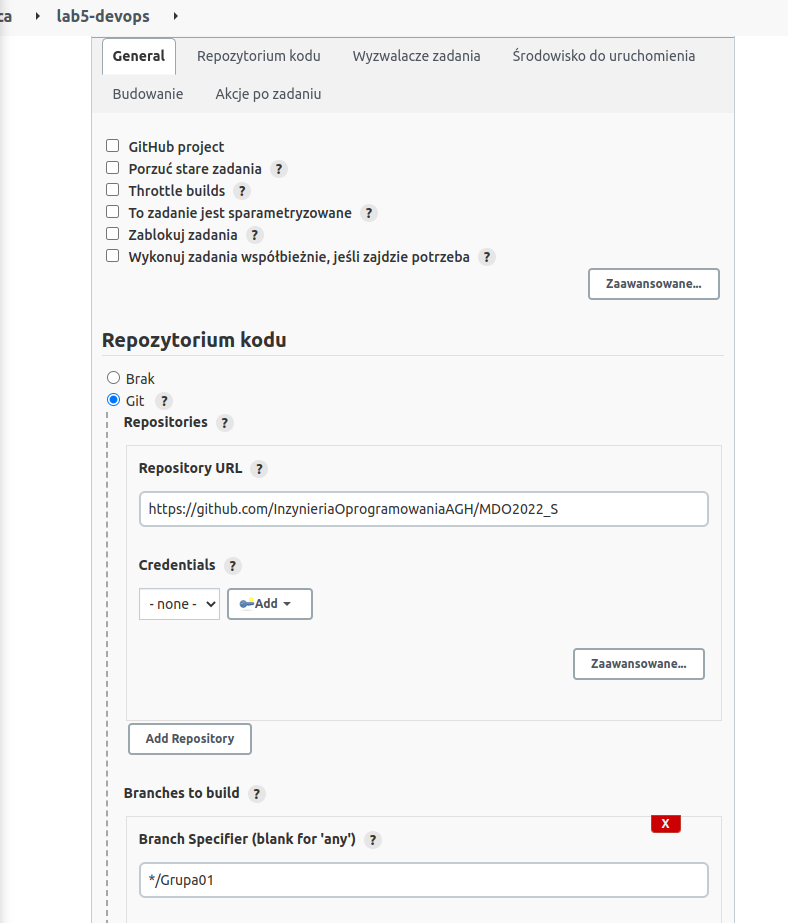 ca lab5-devops
General Repozytorium kodu Wyzwalacze zadania Środowisko do uruchomienia
Budowanie Akcje po zadaniu
GitHub project
Porzuć stare zadania ?
Throttle builds ?
To zadanie jest sparametryzowane ?
Zablokuj zadania ?
Wykonuj zadania współbieżnie, jeśli zajdzie potrzeba ?
Zaawansowane...
Repozytorium kodu
Brak
Git ?
Repositories ?
Repository URL ?
https://github.com/InzynieriaOprogramowaniaAGH/MDO2022_S
Credentials ?
- none - Add
Zaawansowane...
Add Repository
Branches to build ?
X
Branch Specifier (blank for 'any') ?
*/Grupa01